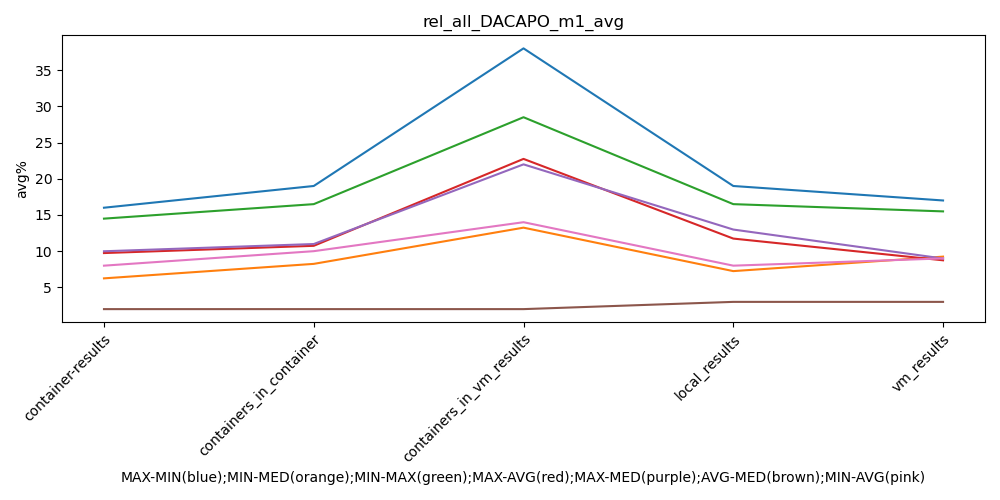 rel_all_DACAPO_m1_avg
avg%
35
30
25
20
15
10
5
container-results
containers_in_container
containers_in_vm_results
local_results
vm_results
MAX-MIN(blue);MIN-MED(orange);MIN-MAX(green);MAX-AVG(red);MAX-MED(purple);AVG-MED(brown);MIN-AVG(pink)